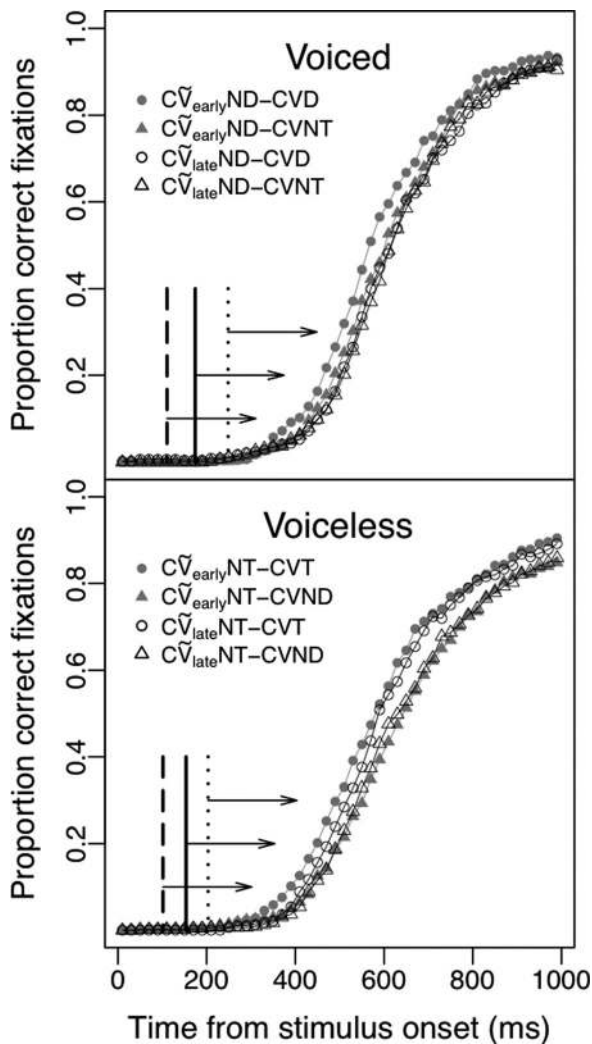 Voiced
CṼearlyND–CVD
CṼearlyND–CVNT
CṼlateND–CVD
CṼlateND–CVNT
Proportion correct fixations
1.0
0.8
0.6
0.4
0.2
Voiceless
CṼearlyNT–CVT
CṼearlyNT–CVND
CṼlateNT–CVT
CṼlateNT–CVND
Proportion correct fixations
1.0
0.8
0.6
0.4
0.2
0 200 400 600 800 1000
Time from stimulus onset (ms)